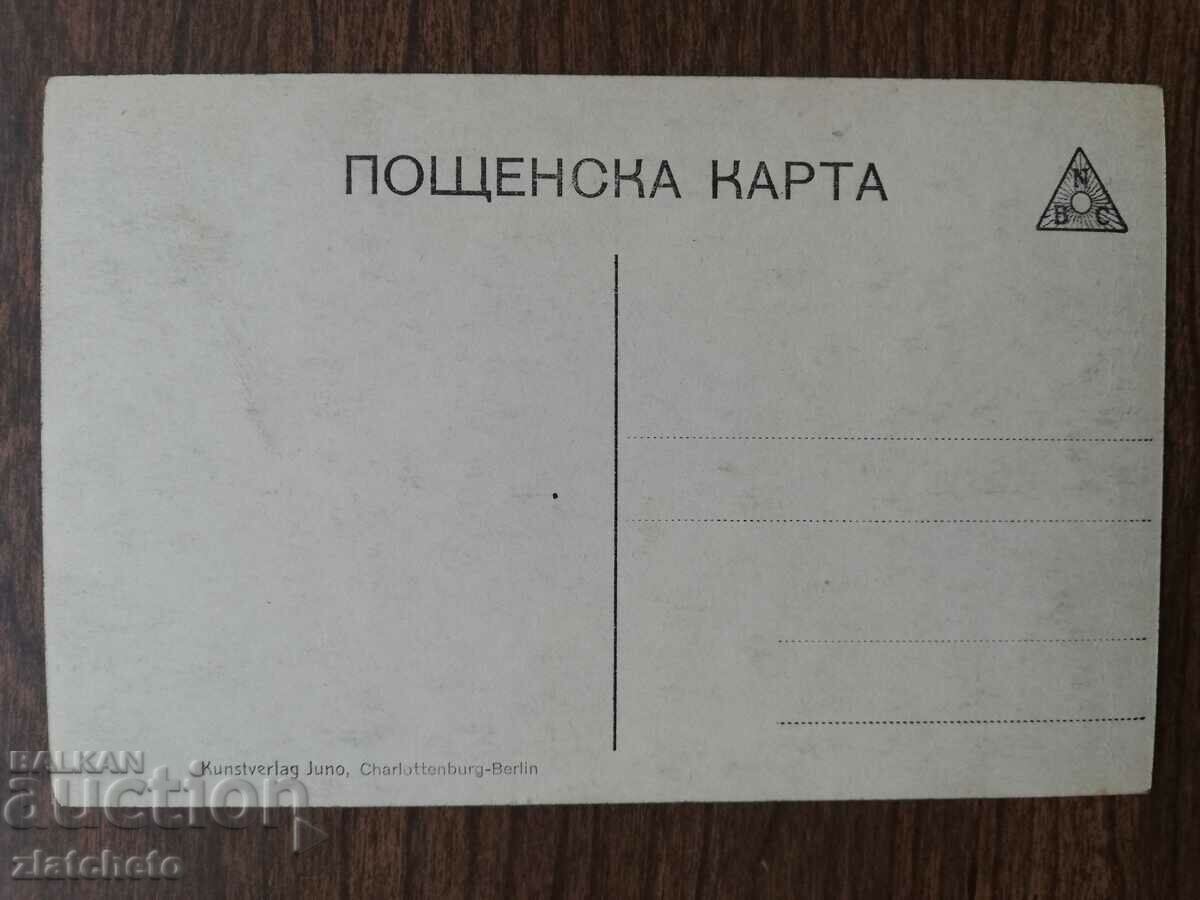 ПОЩЕНСКА КАРТА
N
B C
Kunstverlag Juno, Charlottenburg-Berlin
BALKAN
auction
zlatcheto